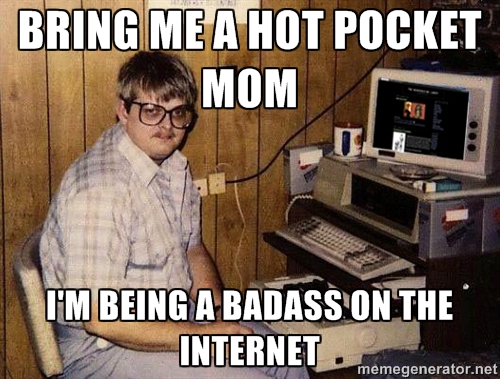 BRING ME A HOT POCKET
MOM
I'M BEING A BADASS ON THE
INTERNET
memegenerator.net